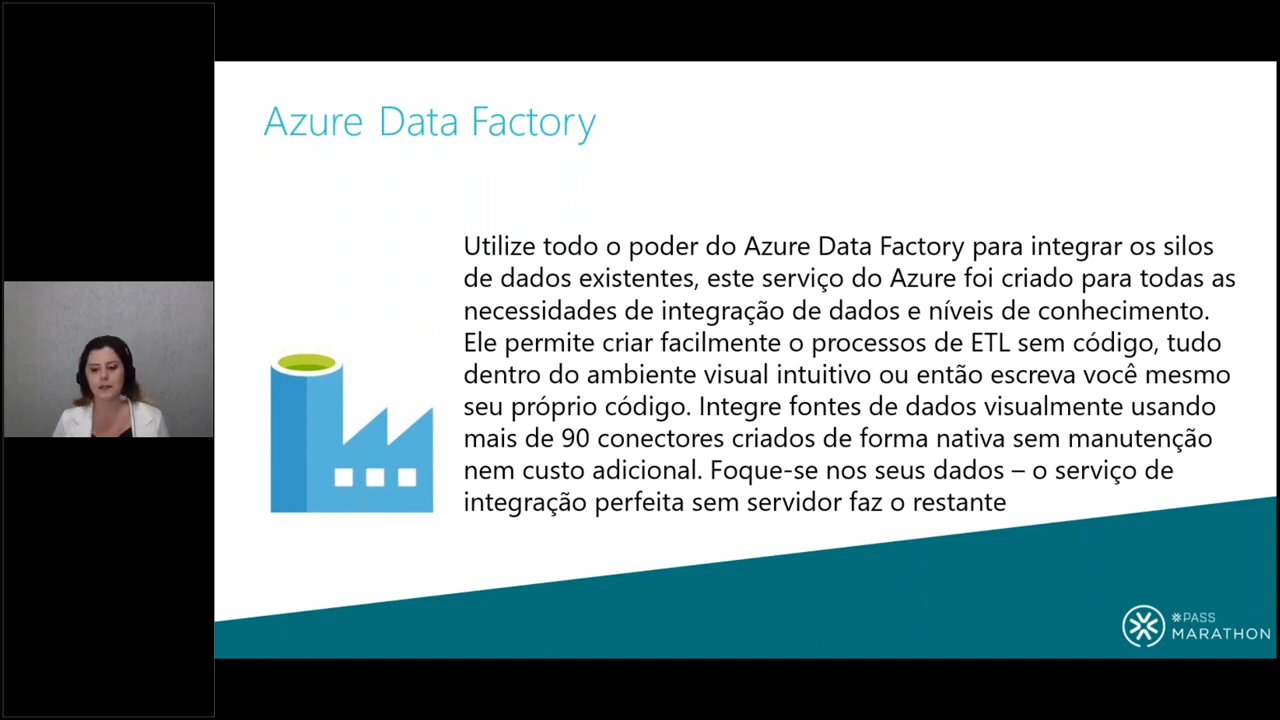 Azure Data Factory
Utilize todo o poder do Azure Data Factory para integrar os silos
de dados existentes, este serviço do Azure foi criado para todas as
necessidades de integração de dados e níveis de conhecimento.
Ele permite criar facilmente o processos de ETL sem código, tudo
dentro do ambiente visual intuitivo ou então escreva você mesmo
seu próprio código. Integre fontes de dados visualmente usando
mais de 90 conectores criados de forma nativa sem manutenção
nem custo adicional. Foque-se nos seus dados – o serviço de
integração perfeita sem servidor faz o restante
PASS
MARATHON